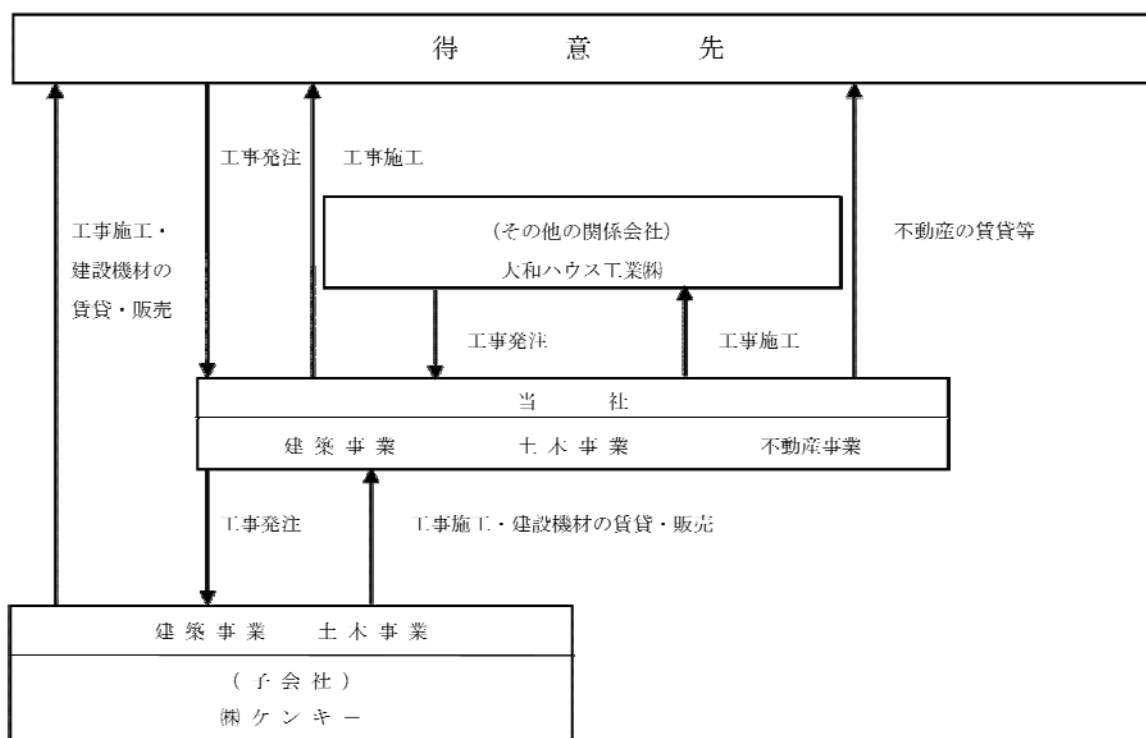 得意先
工事発注
工事施工
工事施工・
建設機材の
賃貸・販売
(その他の関係会社)
大和ハウス工業㈱
不動産の賃貸等
工事発注
工事施工
当社
建築事業
土木事業
不動産事業
工事発注
工事施工・建設機材の賃貸・販売
建築事業
土木事業
(子会社)
㈱ケンキー